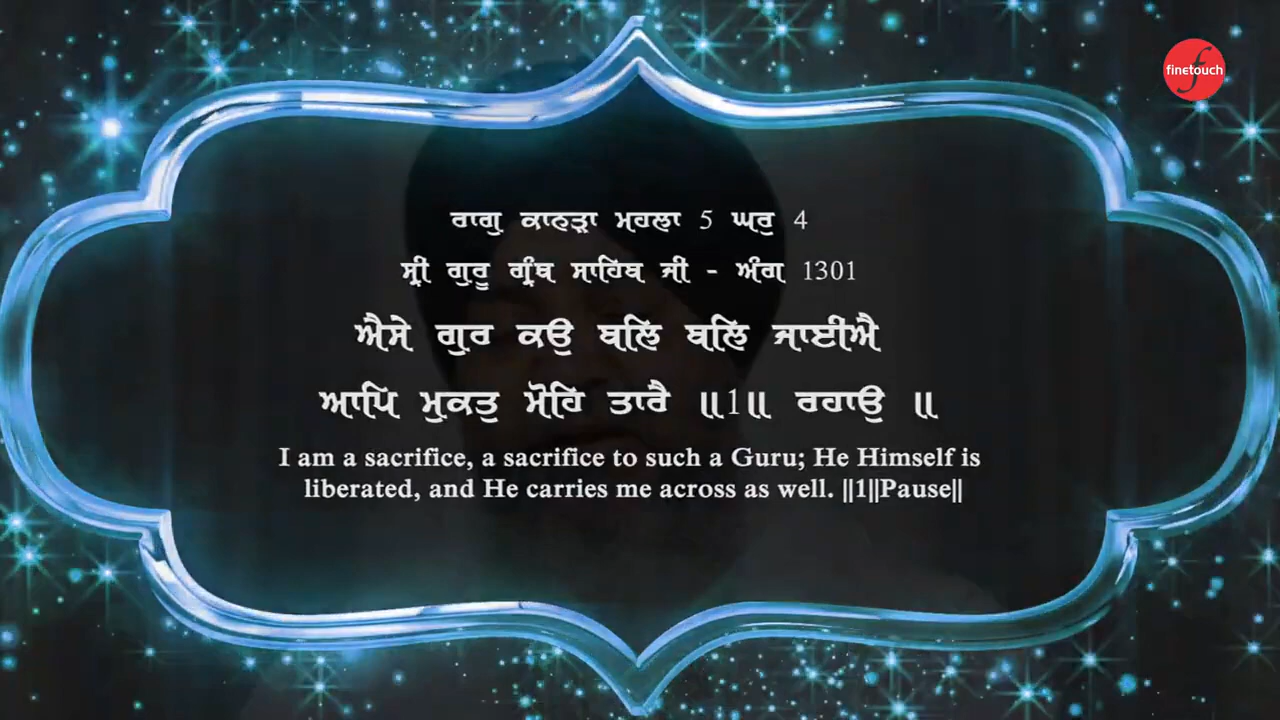 finetouch
ਰਾਗੁ ਕਾਨੜਾ ਮਹਲਾ 5 ਘਰੁ 4
ਸ੍ਰੀ ਗੁਰੂ ਗ੍ਰੰਥ ਸਾਹਿਬ ਜੀ - ਅੰਗ 1301
ਐਸੇ ਗੁਰ ਕਉ ਬਲਿ ਬਲਿ ਜਾਈਐ
ਆਪਿ ਮੁਕਤੁ ਮੋਹਿ ਤਾਰੈ ॥1॥ ਰਹਾਉ ॥
I am a sacrifice, a sacrifice to such a Guru; He Himself is
liberated, and He carries me across as well. ||1||Pause||